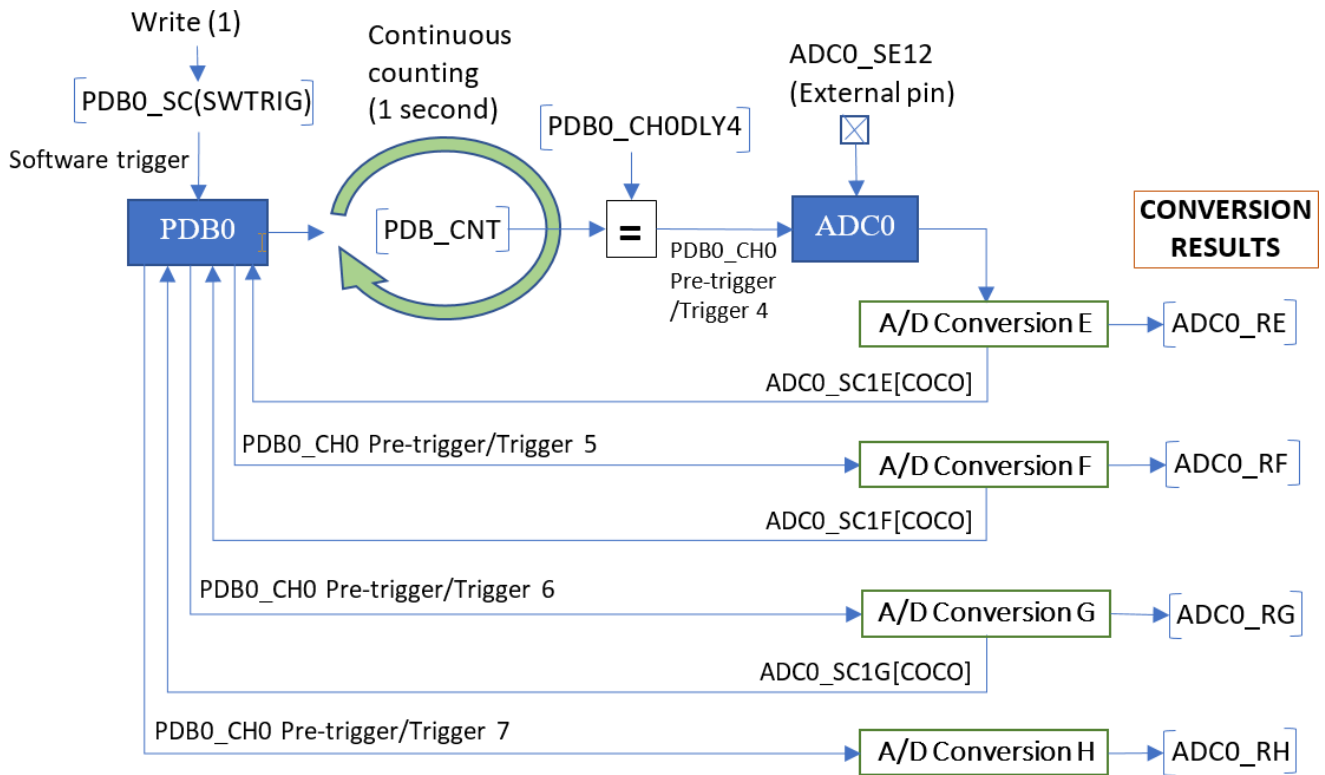 Write (1)
[PDB0_SC(SWTRIG)]
Software trigger
PDB0
Continuous
counting
(1 second)
[PDB_CNT]
[PDB0_CH0DLY4]
=
PDB0_CH0
Pre-trigger
/Trigger 4
ADC0_SE12
(External pin)
ADC0
CONVERSION
RESULTS
A/D Conversion E
[ADC0_RE]
ADC0_SC1E[COCO]
PDB0_CH0 Pre-trigger/Trigger 5
A/D Conversion F
[ADC0_RF]
ADC0_SC1F[COCO]
PDB0_CH0 Pre-trigger/Trigger 6
A/D Conversion G
[ADC0_RG]
ADC0_SC1G[COCO]
PDB0_CH0 Pre-trigger/Trigger 7
A/D Conversion H
[ADC0_RH]